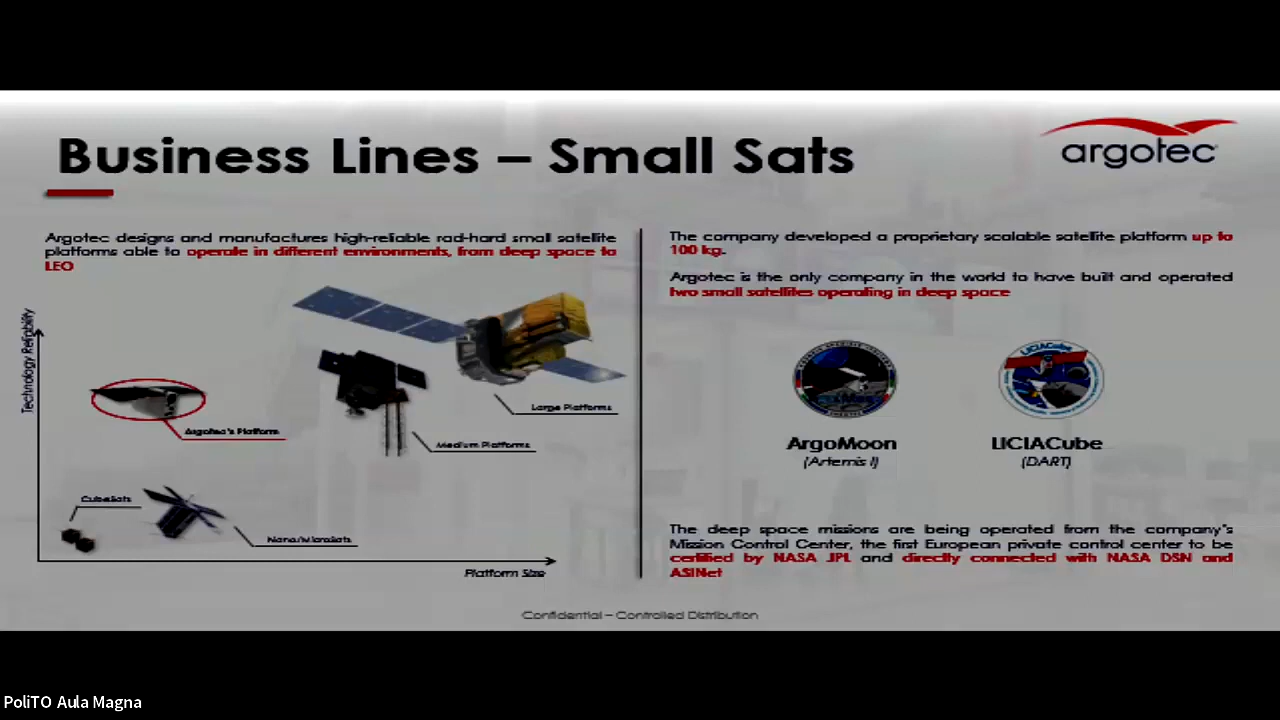 Business Lines – Small Sats
argotec
Argotec designs and manufactures high-reliable rad-hard small satellite
platforms able to operate in different environments, from deep space to
LEO
Technology Reliability
Large Platforms
Argotec's Platform
Medium Platforms
CubeSats
Nano/MicroSats
Platform Size
The company developed a proprietary scalable satellite platform up to
100 kg.
Argotec is the only company in the world to have built and operated
two small satellites operating in deep space
LICIACube
ArgoMoon
(Artemis I)
LICIACube
(DART)
The deep space missions are being operated from the company's
Mission Control Center, the first European private control center to be
certified by NASA JPL and directly connected with NASA DSN and
ASINet
Confidential – Controlled Distribution
PoliTO Aula Magna